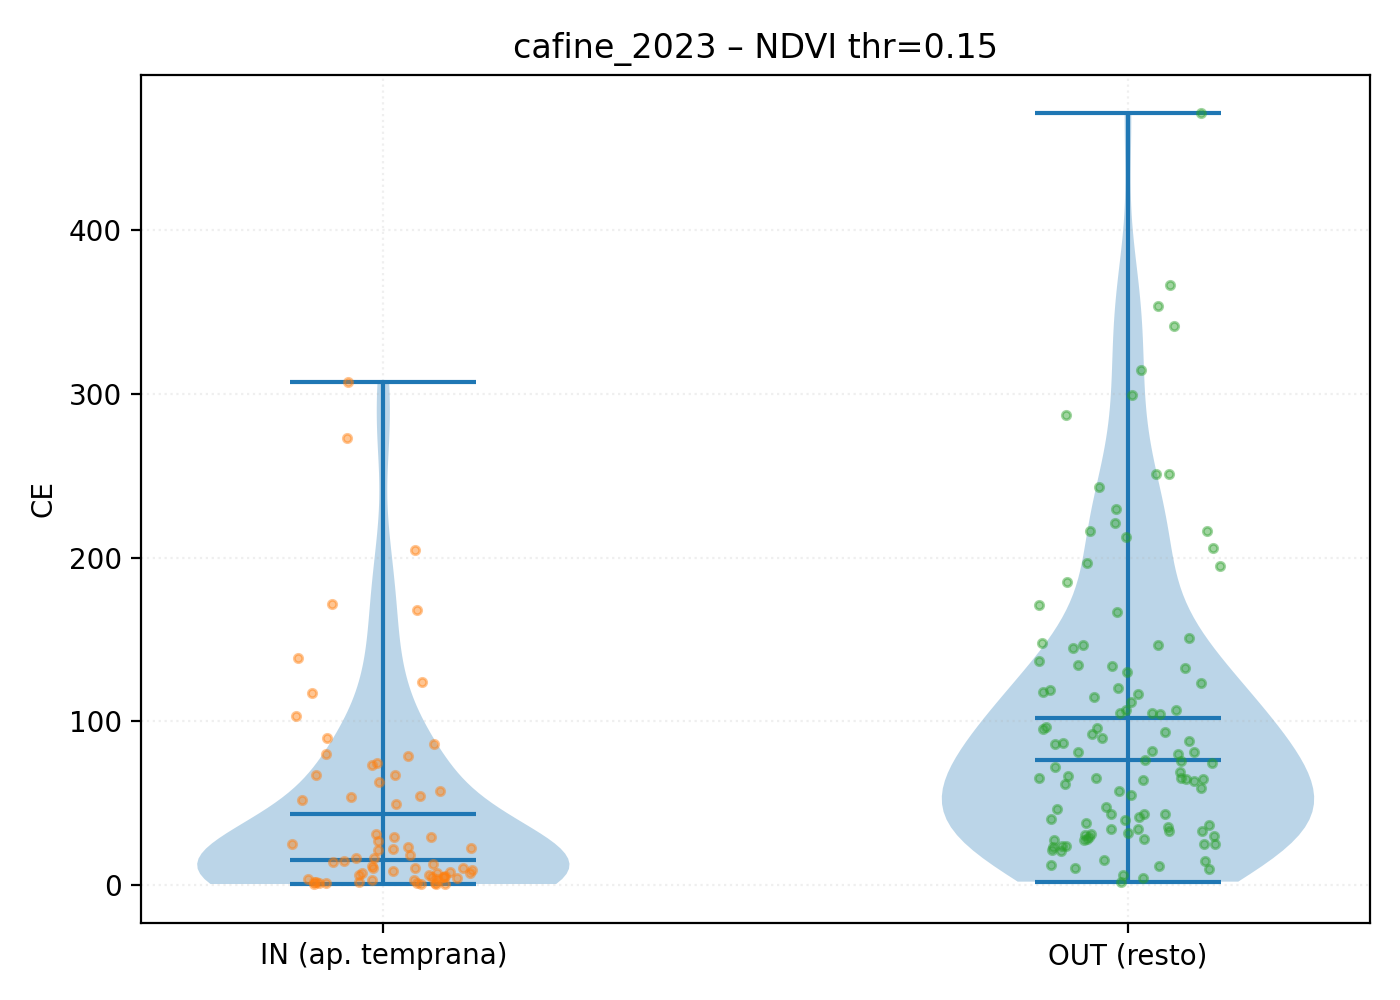 cafine_2023 – NDVI thr=0.15
CE
400
300
200
100
0
IN (ap. temprana)
OUT (resto)